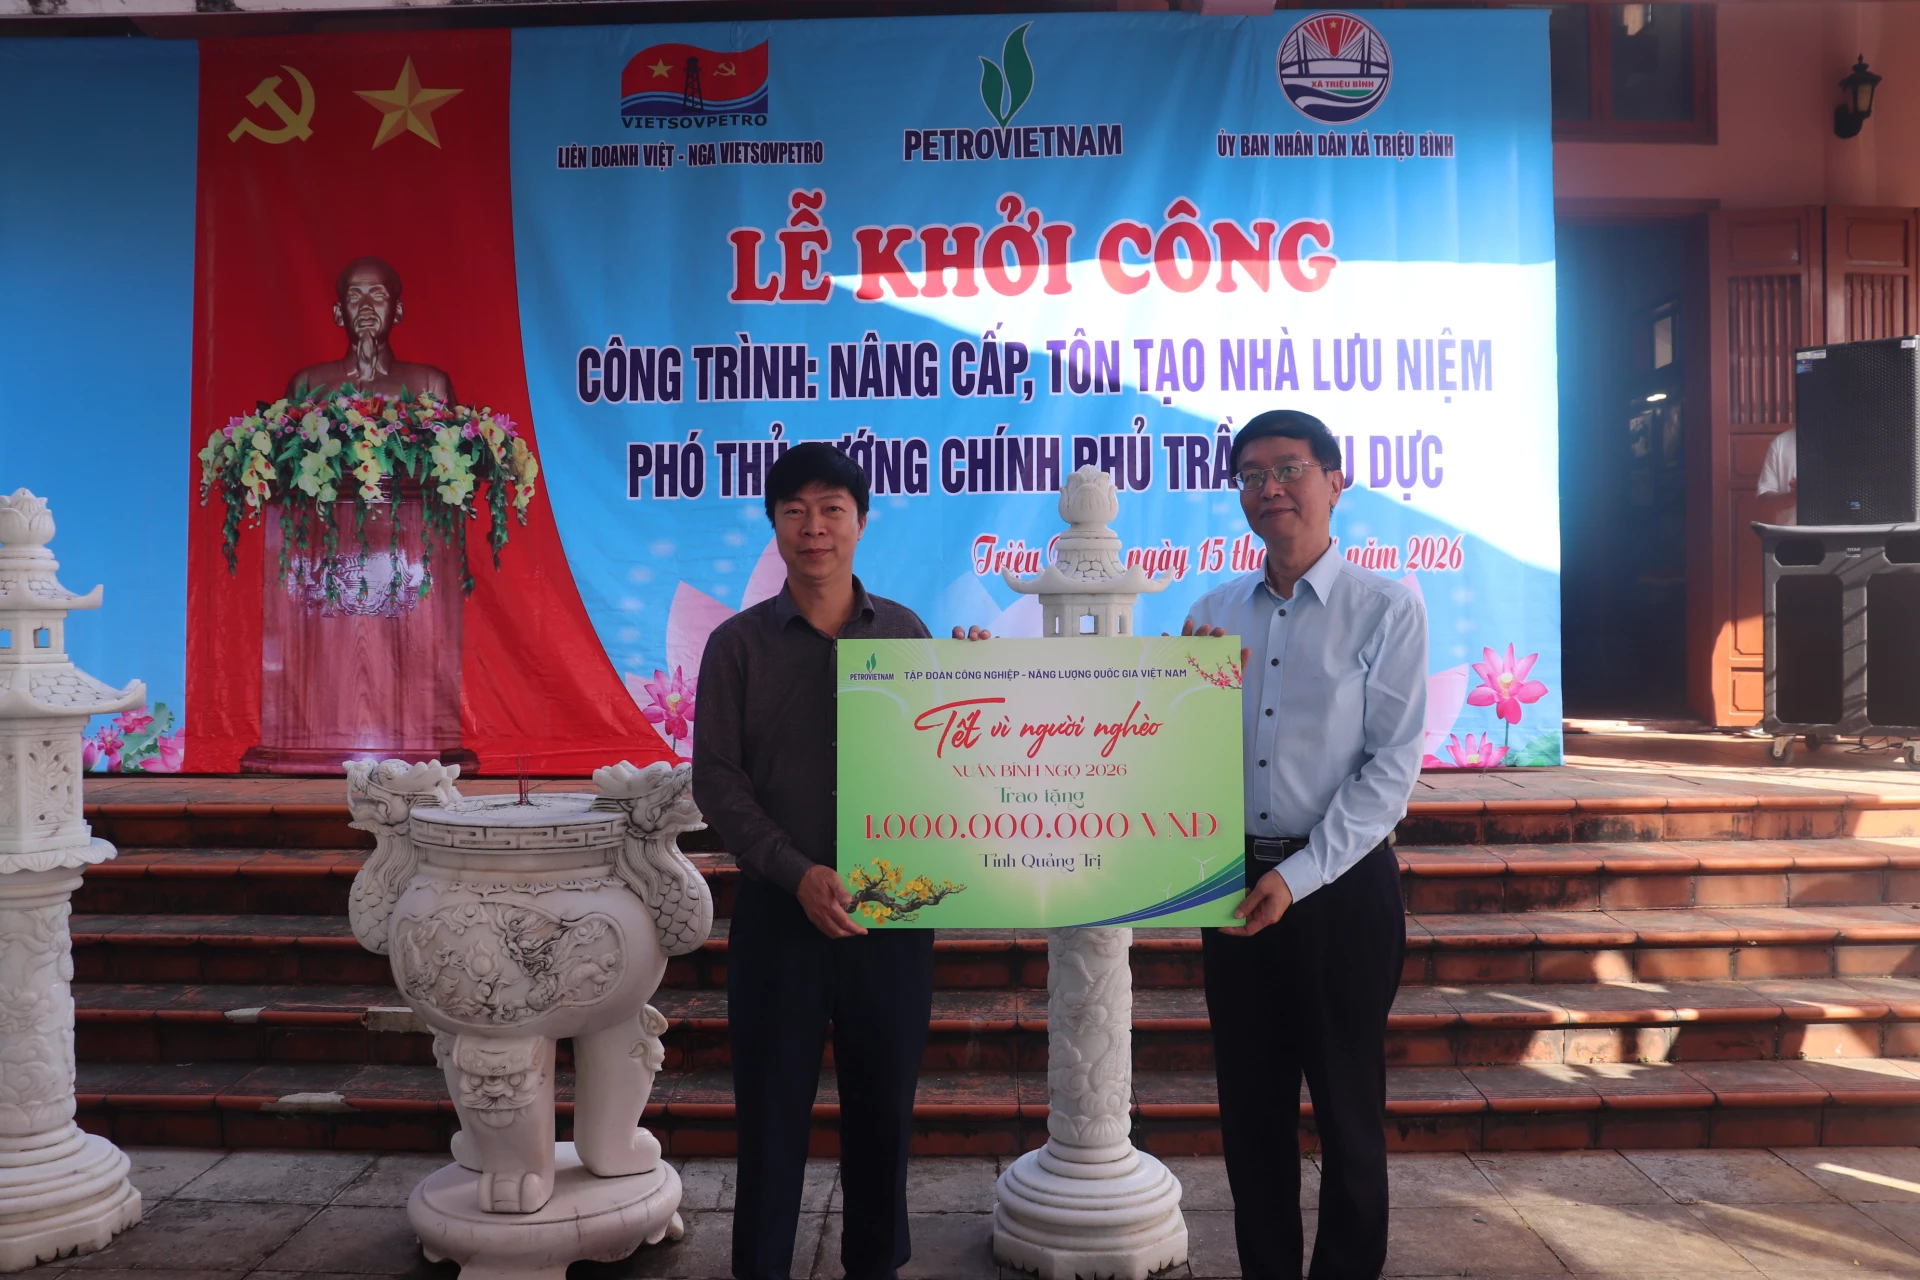 VIETSOVPETRO
LIÊN DOANH VIỆT - NGA VIETSOVPETRO
PETROVIETNAM
XÃ TRIỆU BÌNH
ỦY BAN NHÂN DÂN XÃ TRIỆU BÌNH
LỄ KHỞI CÔNG
CÔNG TRÌNH: NÂNG CẤP, TÔN TẠO NHÀ LƯU NIỆM
PHÓ THỦ TƯỚNG CHÍNH PHỦ TRẦN DỰC
Triệu ngày 15 năm 2026
PETROVIETNAM
TẬP ĐOÀN CÔNG NGHIỆP - NĂNG LƯỢNG QUỐC GIA VIỆT NAM
Tết vì người nghèo
XUÂN BÍNH NGỌ 2026
Trao tặng
1.000.000.000 VNĐ
Tỉnh Quảng Trị